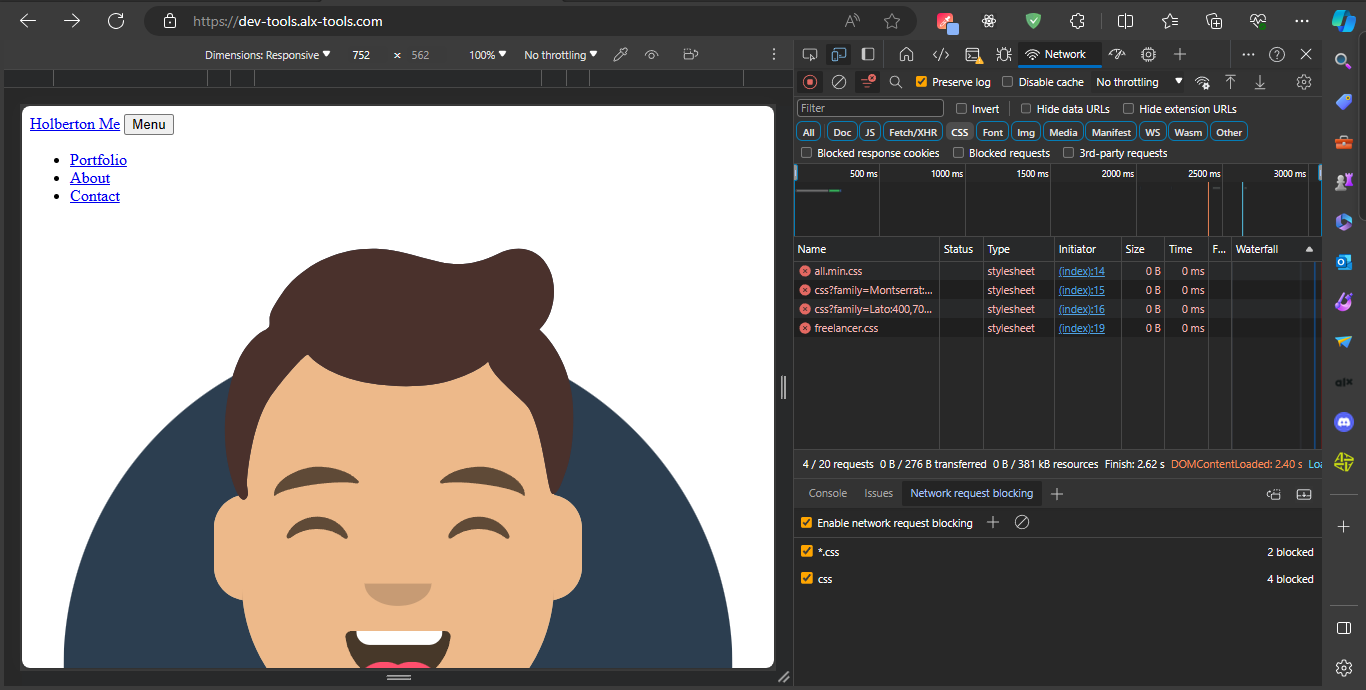 https://dev-tools.alx-tools.com
Dimensions: Responsive 752 × 562 100% No throttling
Network
Preserve log Disable cache No throttling
Filter Invert Hide data URLs Hide extension URLs
All Doc JS Fetch/XHR CSS Font Img Media Manifest WS Wasm Other
Blocked response cookies Blocked requests 3rd-party requests
500 ms 1000 ms 1500 ms 2000 ms 2500 ms 3000 ms
Name Status Type Initiator Size Time F... Waterfall
all.min.css stylesheet (index):14 0 B 0 ms
css?family=Montserrat:... stylesheet (index):15 0 B 0 ms
css?family=Lato:400,70... stylesheet (index):16 0 B 0 ms
freelancer.css stylesheet (index):19 0 B 0 ms
4 / 20 requests 0 B / 276 B transferred 0 B / 381 kB resources Finish: 2.62 s DOMContentLoaded: 2.40 s Loa
Console Issues Network request blocking
Enable network request blocking
*.css 2 blocked
css 4 blocked
Holberton Me Menu
Portfolio
About
Contact
alx